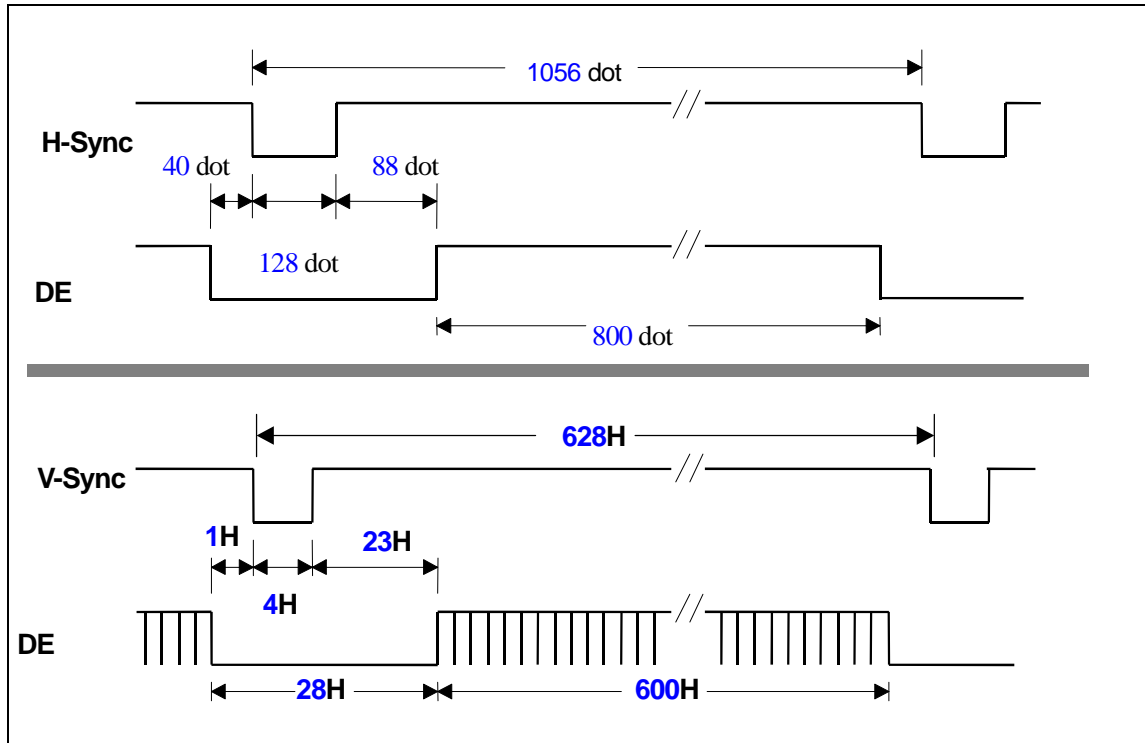 1056 dot
H-Sync
40 dot
88 dot
128 dot
DE
800 dot
628H
V-Sync
1H
23H
4H
DE
28H
600H